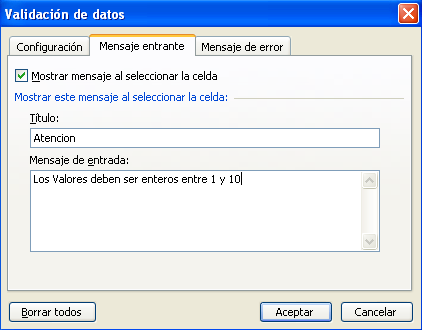 Validación de datos
Configuración
Mensaje entrante
Mensaje de error
Mostrar mensaje al seleccionar la celda
Mostrar este mensaje al seleccionar la celda:
Título:
Atencion
Mensaje de entrada:
Los Valores deben ser enteros entre 1 y 10
Borrar todos
Aceptar
Cancelar